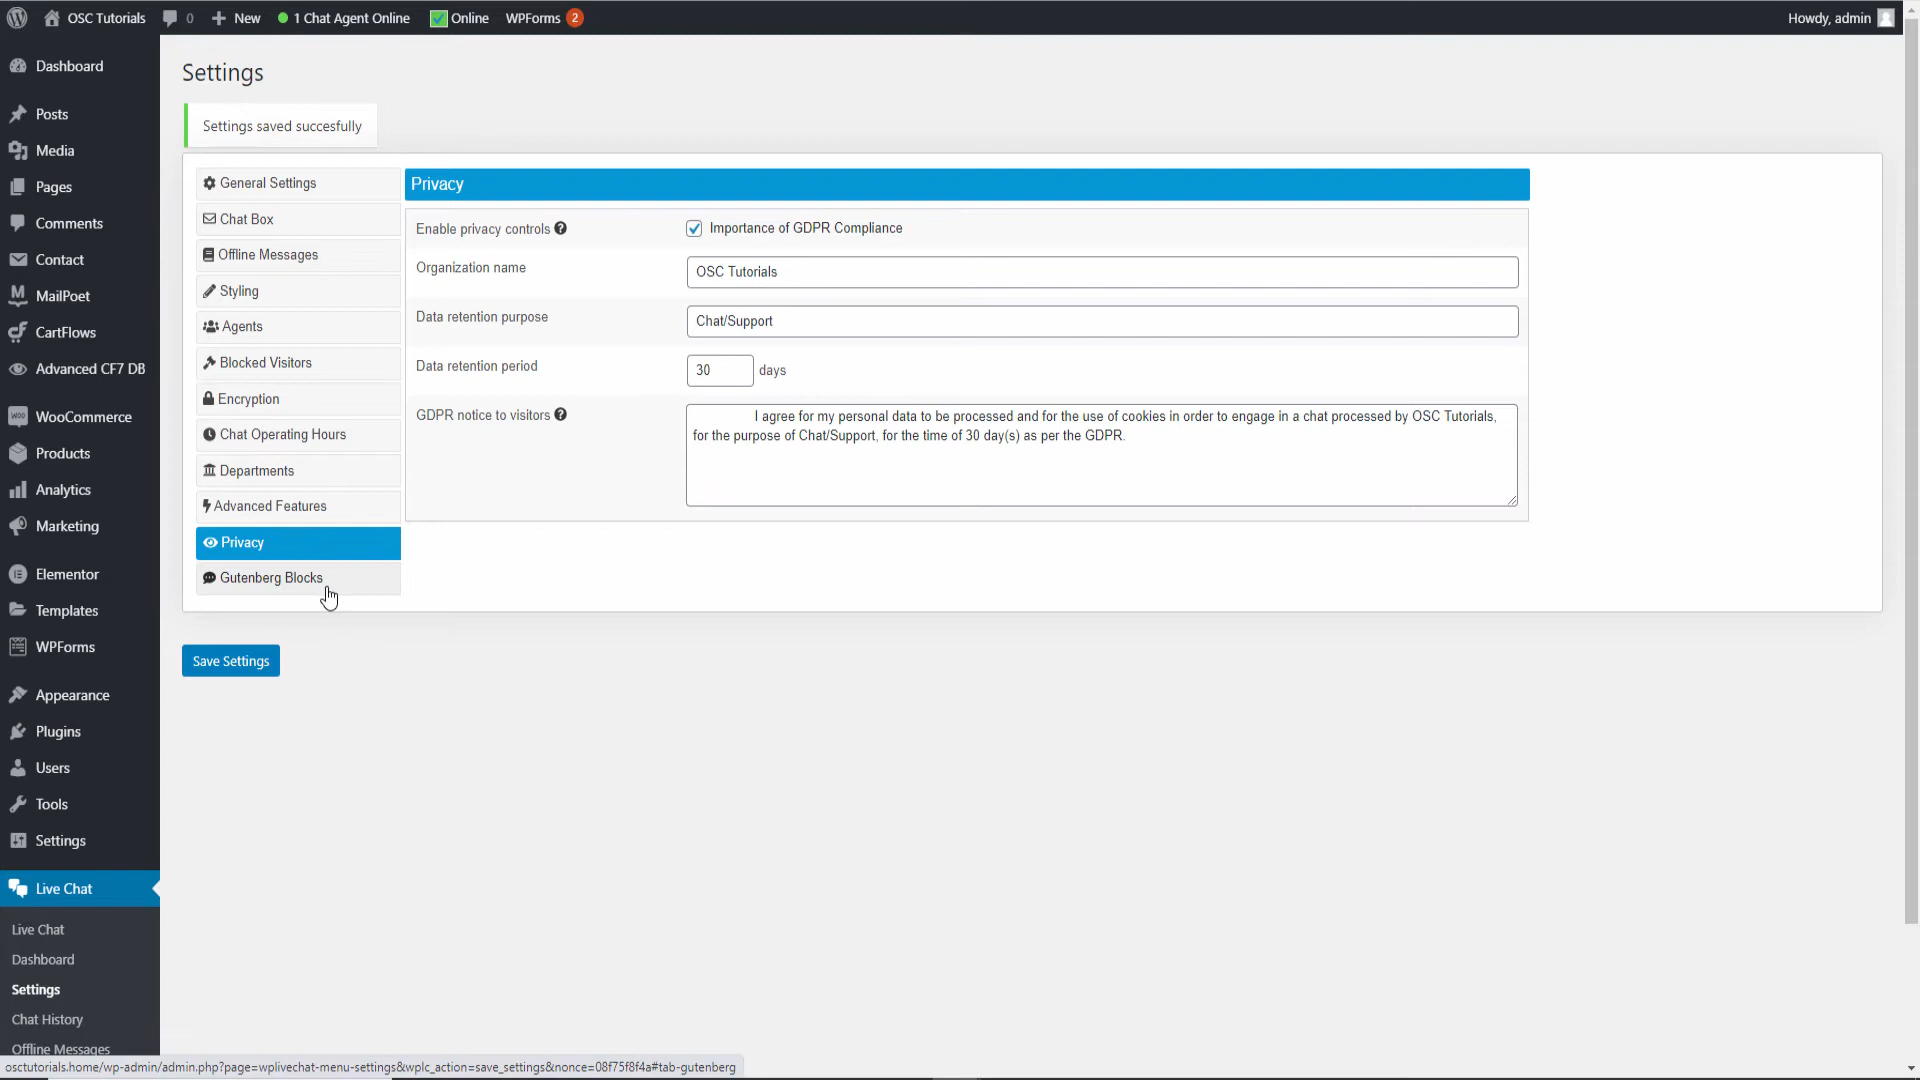 OSC Tutorials 0 New 1 Chat Agent Online Online WPForms 2 Howdy, admin
Dashboard
Posts
Media
Pages
Comments
Contact
MailPoet
CartFlows
Advanced CF7 DB
WooCommerce
Products
Analytics
Marketing
Elementor
Templates
WPForms
Appearance
Plugins
Users
Tools
Settings
Live Chat
Live Chat
Dashboard
Settings
Chat History
Offline Messages
Settings
Settings saved succesfully
General Settings
Chat Box
Offline Messages
Styling
Agents
Blocked Visitors
Encryption
Chat Operating Hours
Departments
Advanced Features
Privacy
Gutenberg Blocks
Privacy
Enable privacy controls Importance of GDPR Compliance
Organization name OSC Tutorials
Data retention purpose Chat/Support
Data retention period 30 days
GDPR notice to visitors I agree for my personal data to be processed and for the use of cookies in order to engage in a chat processed by OSC Tutorials,
for the purpose of Chat/Support, for the time of 30 day(s) as per the GDPR.
Save Settings
osctutorials.home/wp-admin/admin.php?page=wplivechat-menu-settings&wplc_action=save_settings&nonce=08f75f8f4a#tab-gutenberg